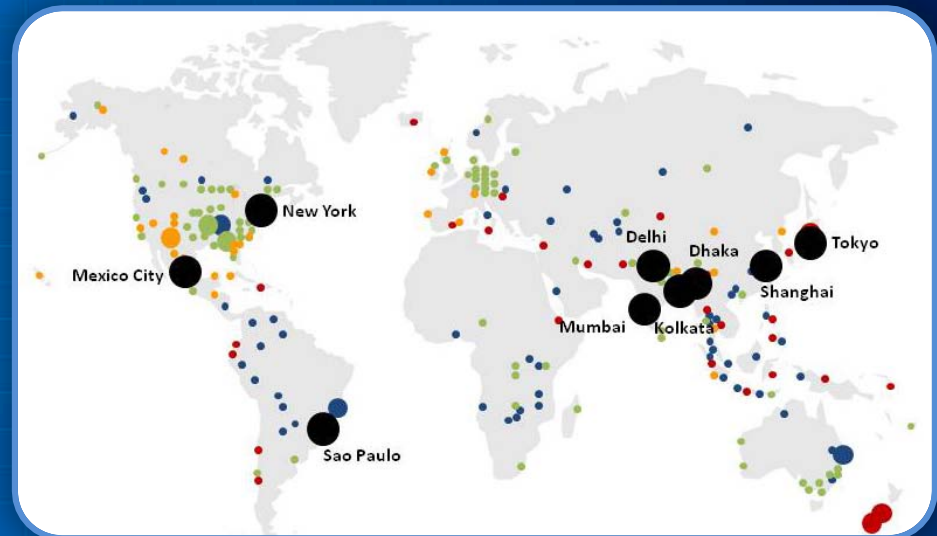 New York
Mexico City
Delhi
Dhaka
Tokyo
Shanghai
Mumbai
Kolkata
Sao Paulo